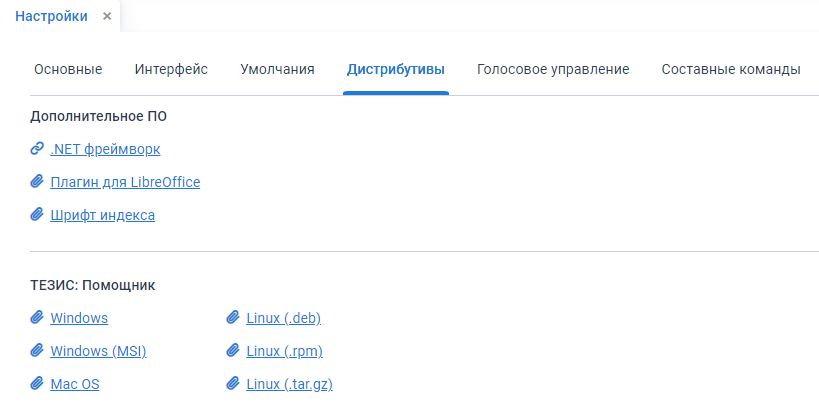 Настройки ×
Основные Интерфейс Умолчания Дистрибутивы Голосовое управление Составные команды
Дополнительное ПО
.NET фреймворк
Плагин для LibreOffice
Шрифт индекса
ТЕЗИС: Помощник
Windows Linux (.deb)
Windows (MSI) Linux (.rpm)
Mac OS Linux (.tar.gz)